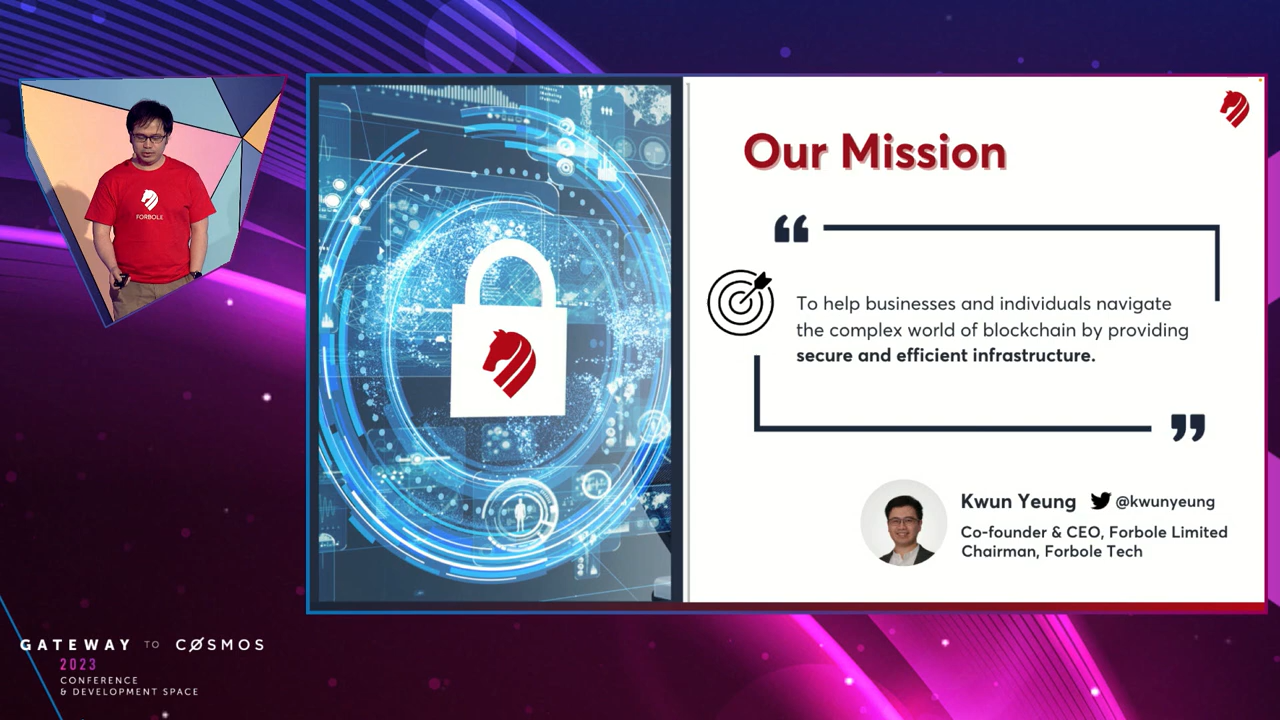 FORBOLE
Our Mission
“
To help businesses and individuals navigate
the complex world of blockchain by providing
secure and efficient infrastructure.
”
Kwun Yeung @kwunyeung
Co-founder & CEO, Forbole Limited
Chairman, Forbole Tech
GATEWAY TO CØSMOS
2023
CONFERENCE
& DEVELOPMENT SPACE